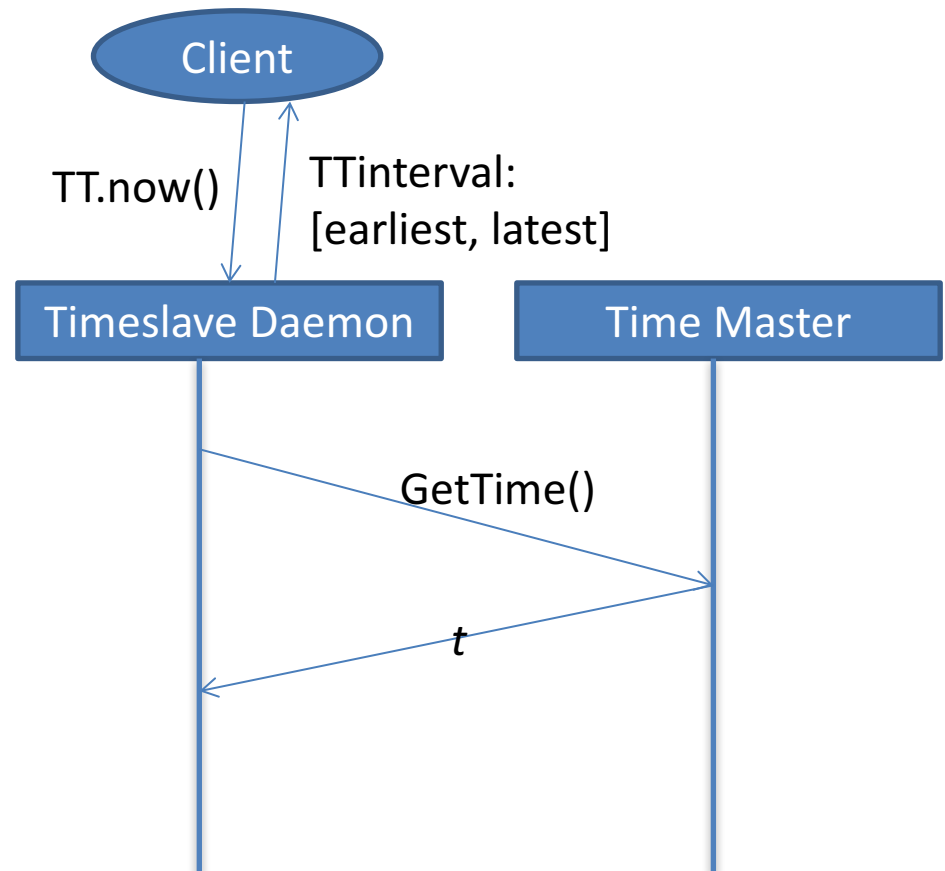 Client
TT.now()
TTinterval:
[earliest, latest]
Timeslave Daemon
Time Master
GetTime()
t